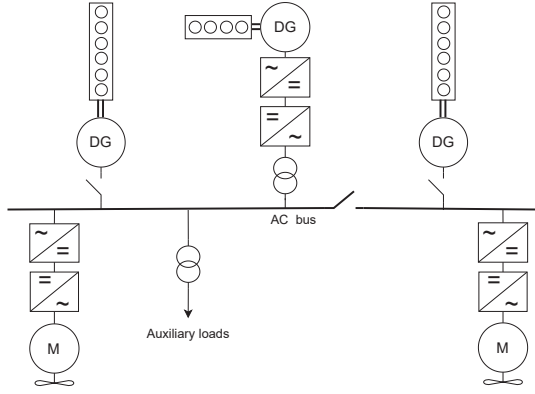 DG
DG
DG
~
=
=
~
AC bus
~
=
=
~
~
=
=
~
M
M
Auxiliary loads